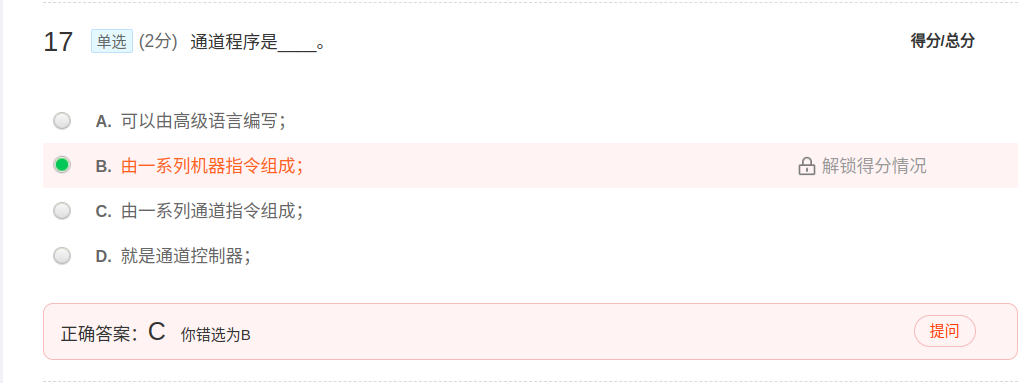 17 单选 (2分) 通道程序是____。 得分/总分
A. 可以由高级语言编写；
B. 由一系列机器指令组成； 解锁得分情况
C. 由一系列通道指令组成；
D. 就是通道控制器；
正确答案：C 你错选为B 提问